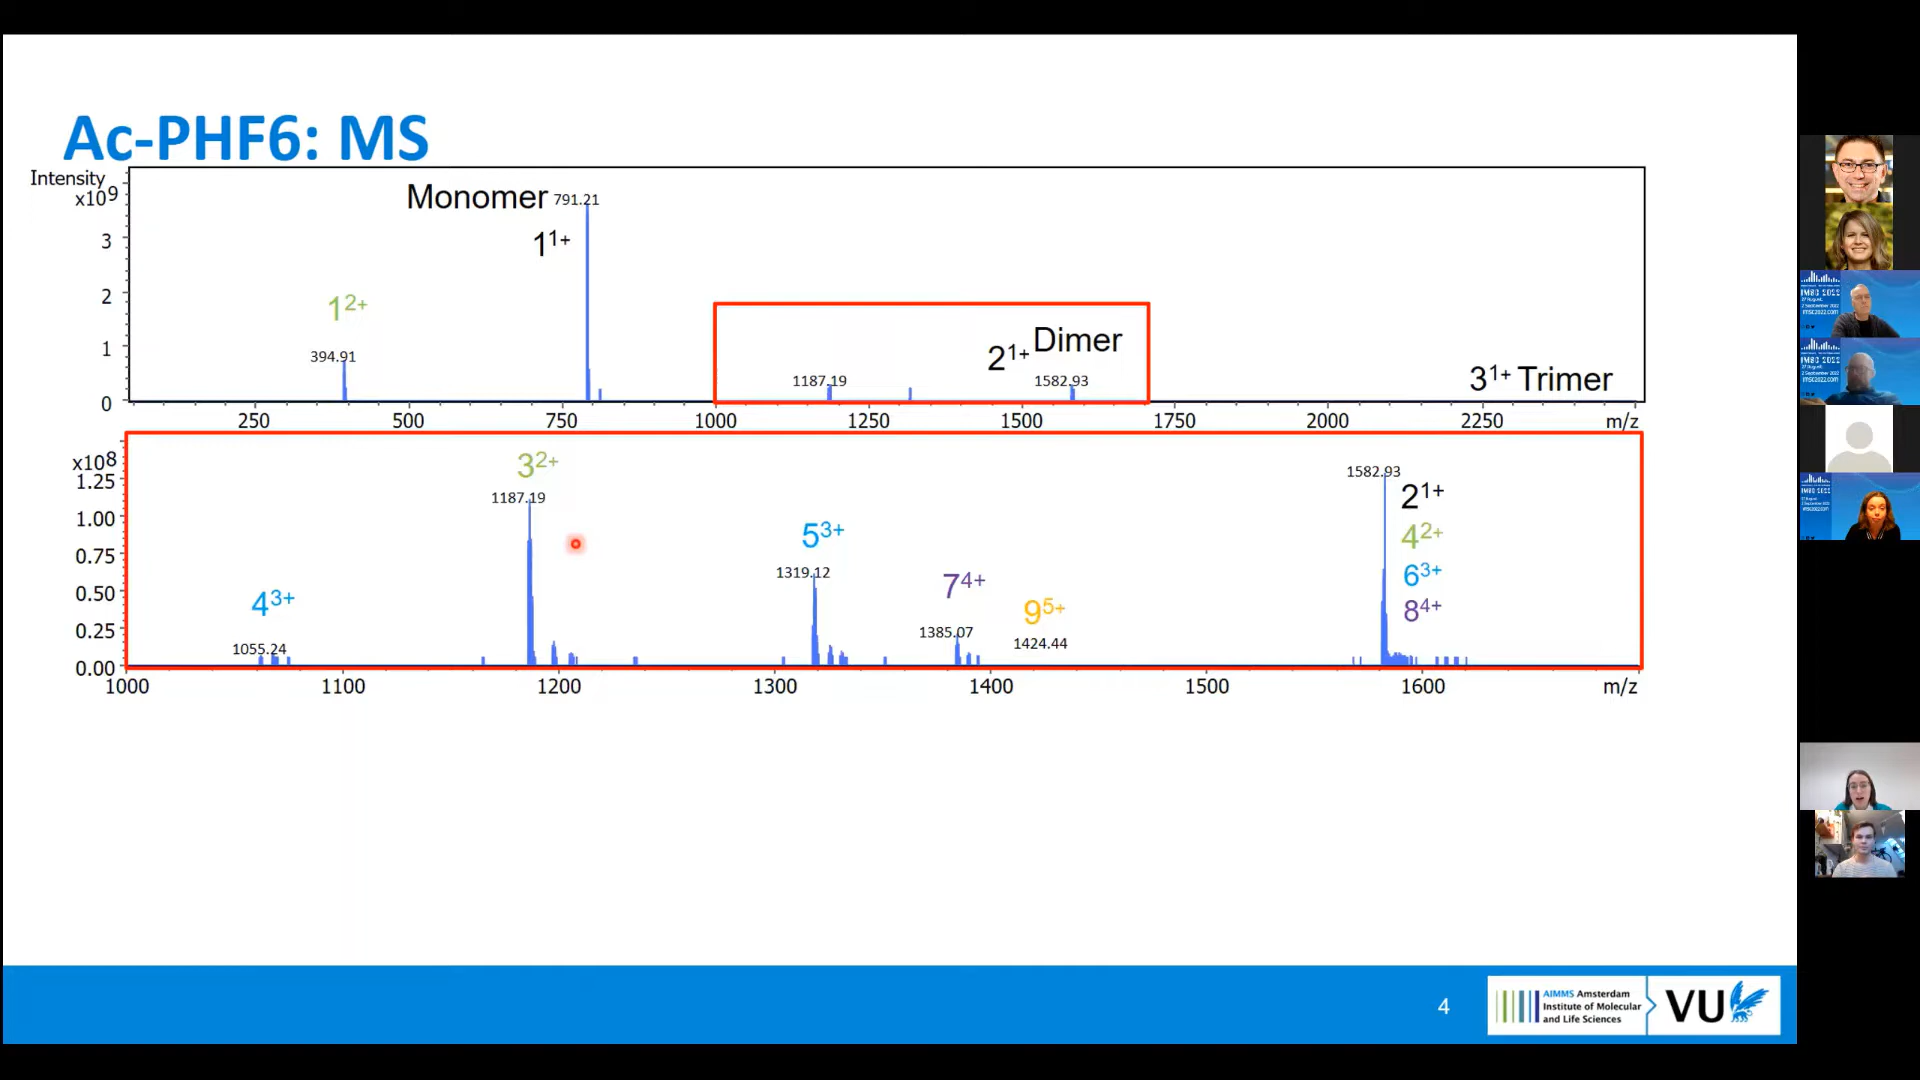 Ac-PHF6: MS
Intensity
x10⁹
Monomer 791.21
1¹⁺
1²⁺
394.91
3
2
1
0
2¹⁺ Dimer
1187.19
1582.93
3¹⁺ Trimer
250 500 750 1000 1250 1500 1750 2000 2250 m/z
x10⁸
1.25
1.00
0.75
0.50
0.25
0.00
4³⁺
1055.24
3²⁺
1187.19
5³⁺
1319.12
7⁴⁺
1385.07
9⁵⁺
1424.44
1582.93
2¹⁺
4²⁺
6³⁺
8⁴⁺
1000 1100 1200 1300 1400 1500 1600 m/z
4
AIMMS Amsterdam
Institute of Molecular
and Life Sciences
VU